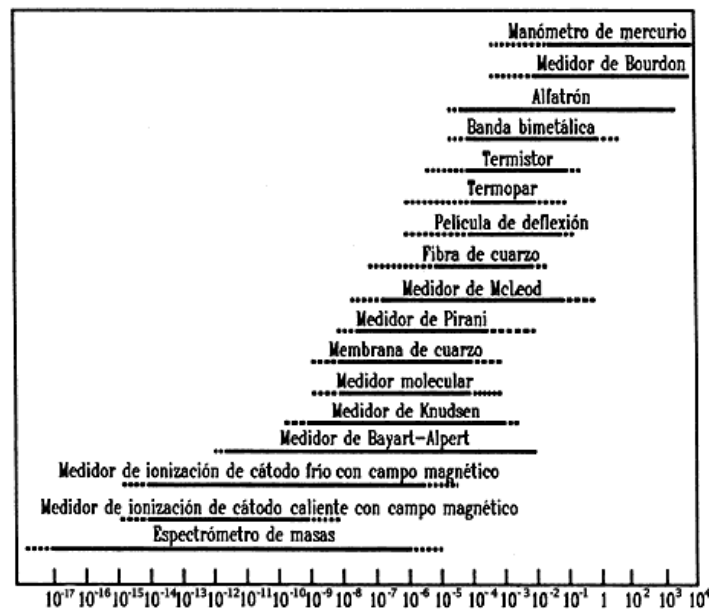 Manómetro de mercurio
Medidor de Bourdon
Alfatrón
Banda bimetálica
Termistor
Termopar
Película de deflexión
Fibra de cuarzo
Medidor de McLeod
Medidor de Pirani
Membrana de cuarzo
Medidor molecular
Medidor de Knudsen
Medidor de Bayart-Alpert
Medidor de ionización de cátodo frío con campo magnético
Medidor de ionización de cátodo caliente con campo magnético
Espectrómetro de masas
10⁻¹⁷ 10⁻¹⁶ 10⁻¹⁵ 10⁻¹⁴ 10⁻¹³ 10⁻¹² 10⁻¹¹ 10⁻¹⁰ 10⁻⁹ 10⁻⁸ 10⁻⁷ 10⁻⁶ 10⁻⁵ 10⁻⁴ 10⁻³ 10⁻² 10⁻¹ 1 10² 10³ 10⁴